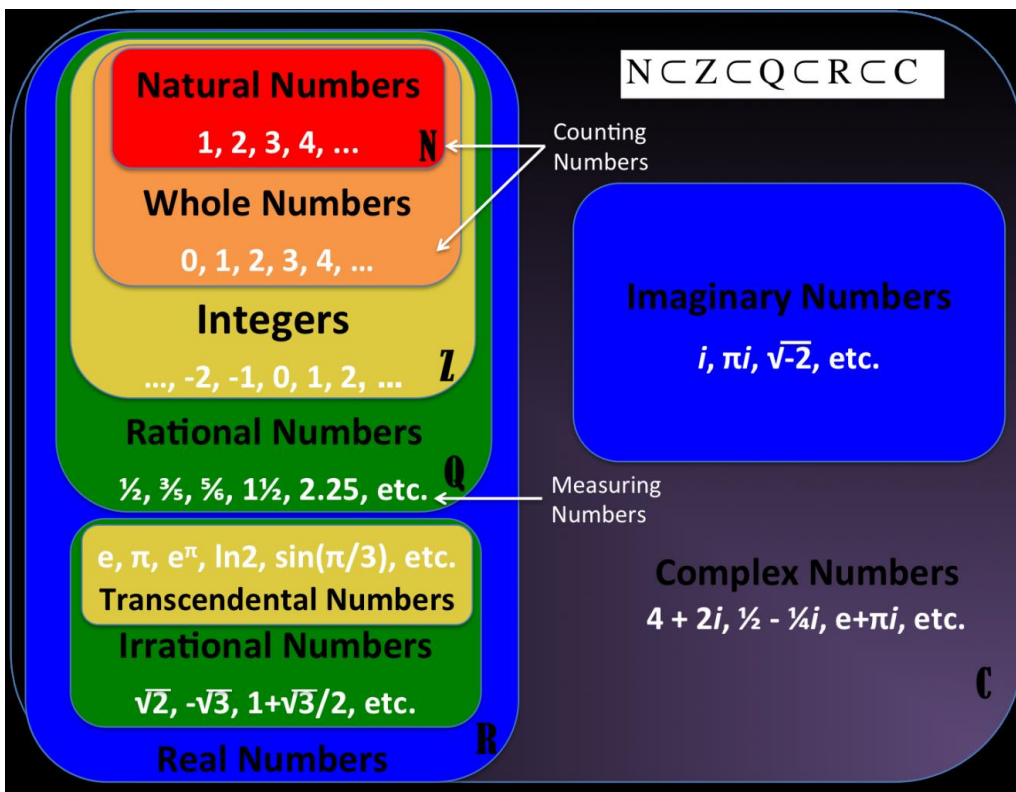 Natural Numbers
1, 2, 3, 4, ...
N
Whole Numbers
0, 1, 2, 3, 4, ...
Integers
..., -2, -1, 0, 1, 2, ...
Z
Rational Numbers
½, ⅗, ⅚, 1½, 2.25, etc.
Q
e, π, e^π, ln2, sin(π/3), etc.
Transcendental Numbers
Irrational Numbers
√2, -√3, 1+√3/2, etc.
R
Real Numbers
N⊂Z⊂Q⊂R⊂C
Counting
Numbers
Imaginary Numbers
i, πi, √-2, etc.
Measuring
Numbers
Complex Numbers
4 + 2i, ½ - ¼i, e+πi, etc.
C